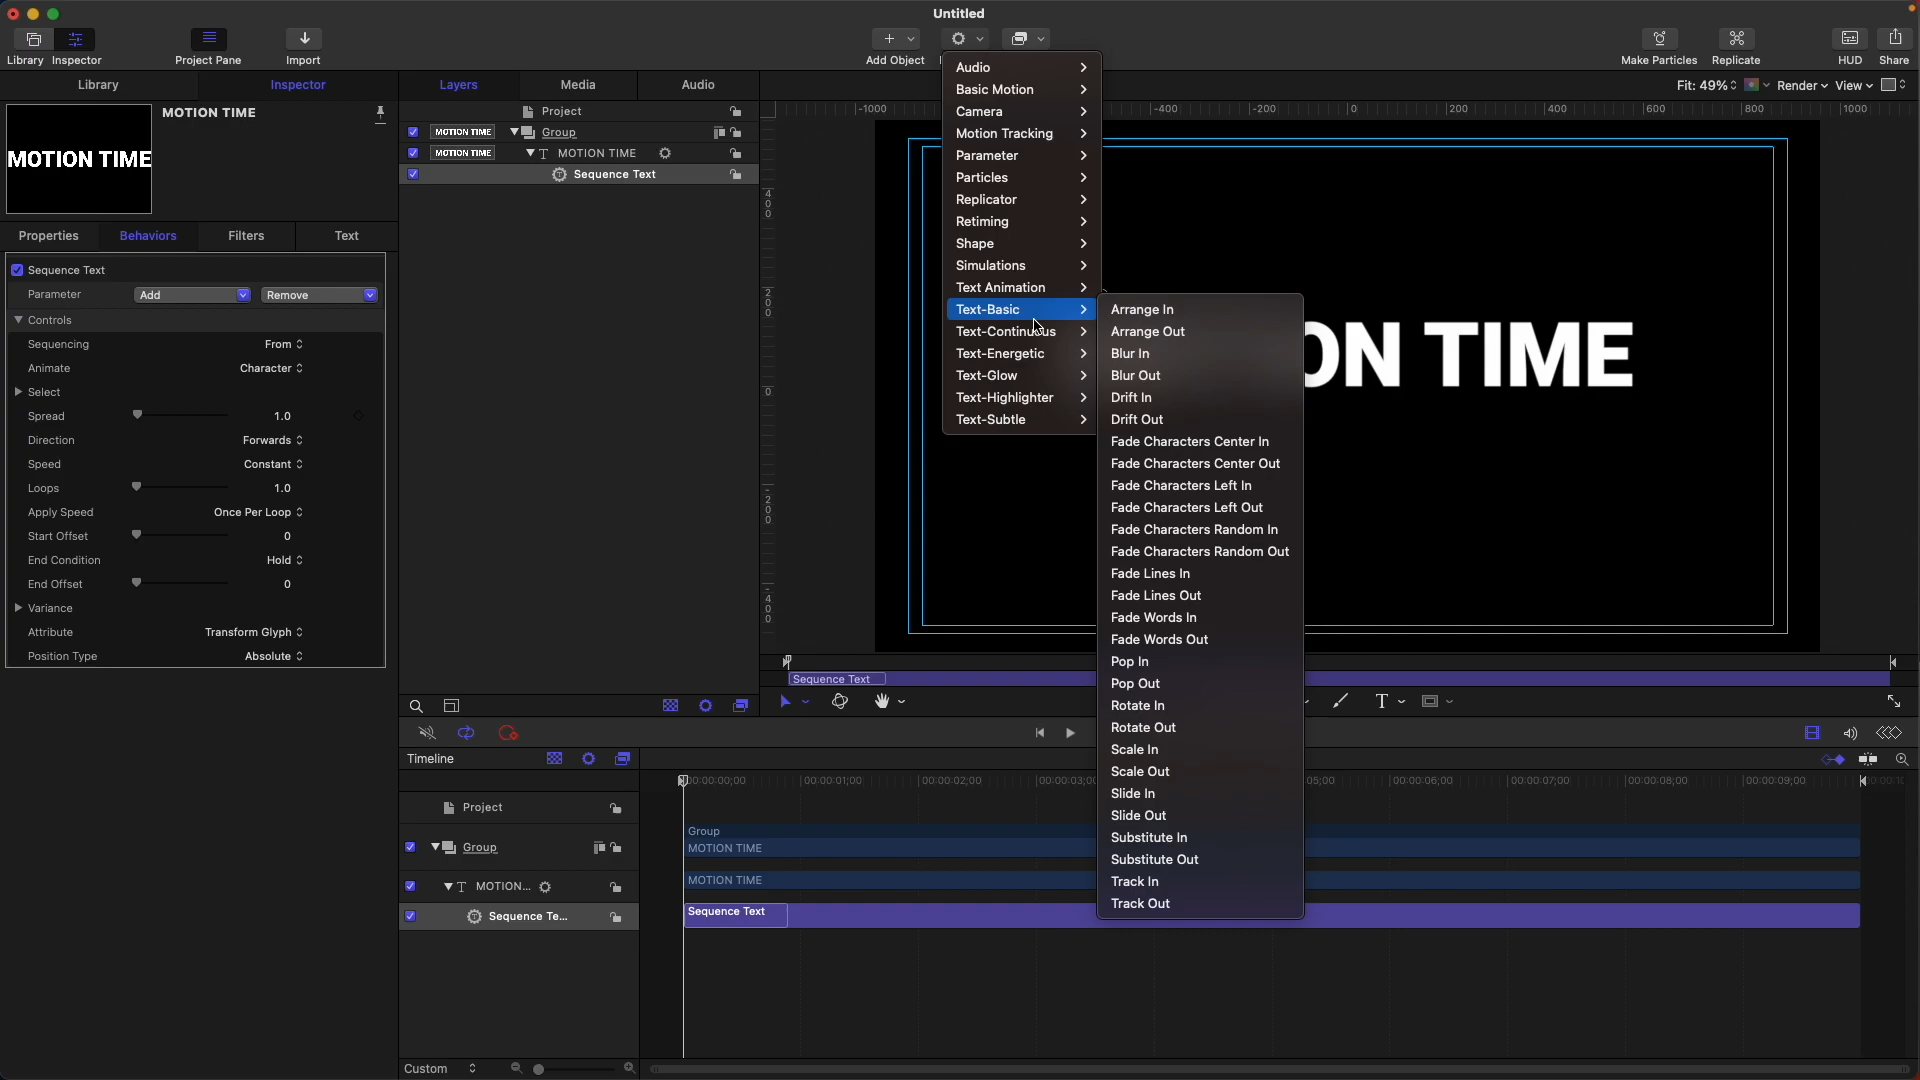 Untitled
Library
Inspector
Project Pane
Import
Add Object
Make Particles
Replicate
HUD
Share
Library
Inspector
Layers
Media
Audio
Fit: 49%
Render
View
MOTION TIME
MOTION TIME
Properties
Behaviors
Filters
Text
Sequence Text
Parameter
Add
Remove
Controls
Sequencing
From
Animate
Character
Select
Spread
1.0
Direction
Forwards
Speed
Constant
Loops
1.0
Apply Speed
Once Per Loop
Start Offset
0
End Condition
Hold
End Offset
0
Variance
Attribute
Transform Glyph
Position Type
Absolute
Project
MOTION TIME
Group
MOTION TIME
MOTION TIME
Sequence Text
Audio
Basic Motion
Camera
Motion Tracking
Parameter
Particles
Replicator
Retiming
Shape
Simulations
Text Animation
Text-Basic
Text-Continuous
Text-Energetic
Text-Glow
Text-Highlighter
Text-Subtle
Arrange In
Arrange Out
Blur In
Blur Out
Drift In
Drift Out
Fade Characters Center In
Fade Characters Center Out
Fade Characters Left In
Fade Characters Left Out
Fade Characters Random In
Fade Characters Random Out
Fade Lines In
Fade Lines Out
Fade Words In
Fade Words Out
Pop In
Pop Out
Rotate In
Rotate Out
Scale In
Scale Out
Slide In
Slide Out
Substitute In
Substitute Out
Track In
Track Out
-1000
-400
-200
0
200
400
600
800
1000
400
200
0
-200
-400
ON TIME
Sequence Text
T
Timeline
00:00:00;00
00:00:01;00
00:00:02;00
00:00:03;0
05;00
00:00:06;00
00:00:07;00
00:00:08;00
00:00:09;00
Project
Group
MOTION...
Sequence Te...
Group
MOTION TIME
MOTION TIME
Sequence Text
Custom